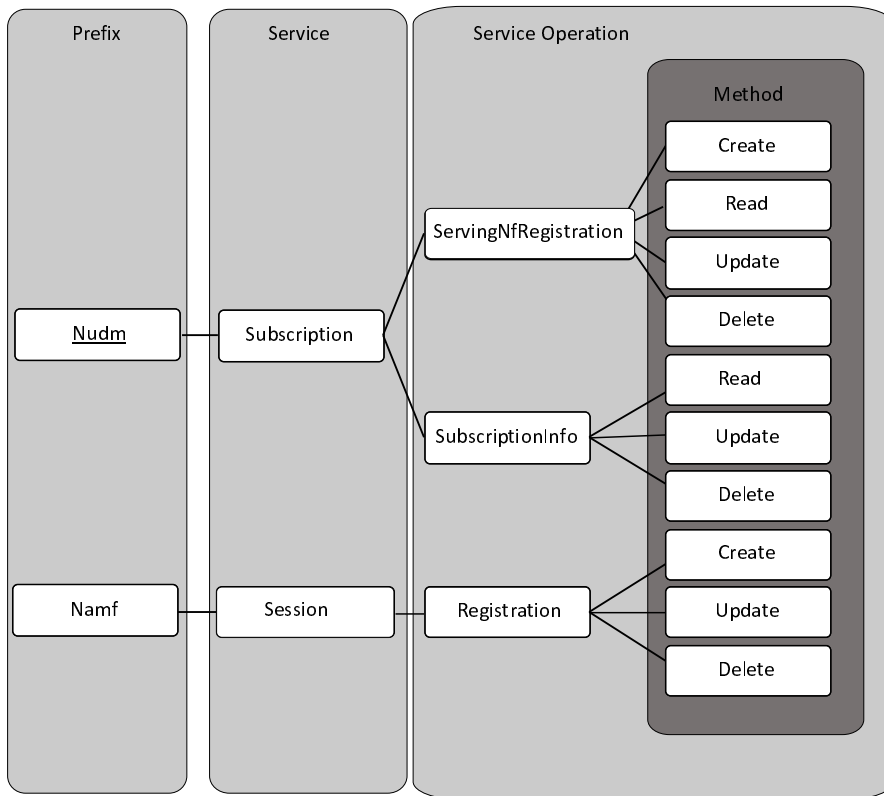 Prefix
Service
Service Operation
Method
Create
Read
ServingNfRegistration
Update
Delete
Nudm
Subscription
Read
SubscriptionInfo
Update
Delete
Create
Namf
Session
Registration
Update
Delete